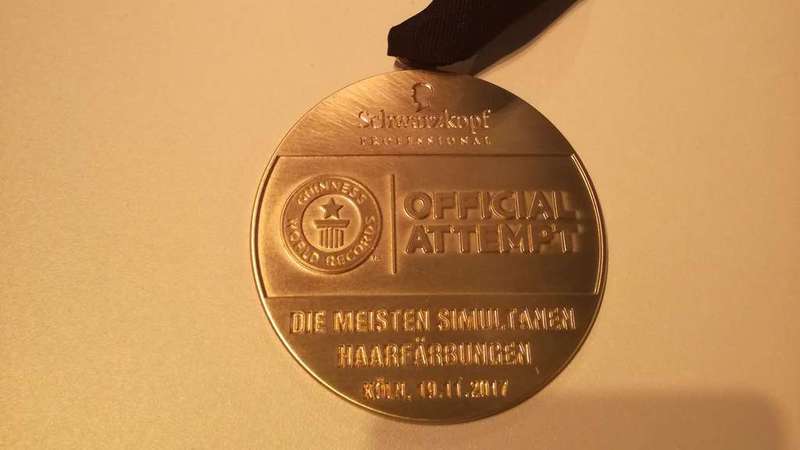 Schwarzkopf
PROFESSIONAL
GUINNESS
WORLD RECORDS
OFFICIAL
ATTEMPT
DIE MEISTEN SIMULTANEN
HAARFÄRBUNGEN
KÖLN, 19.11.2017